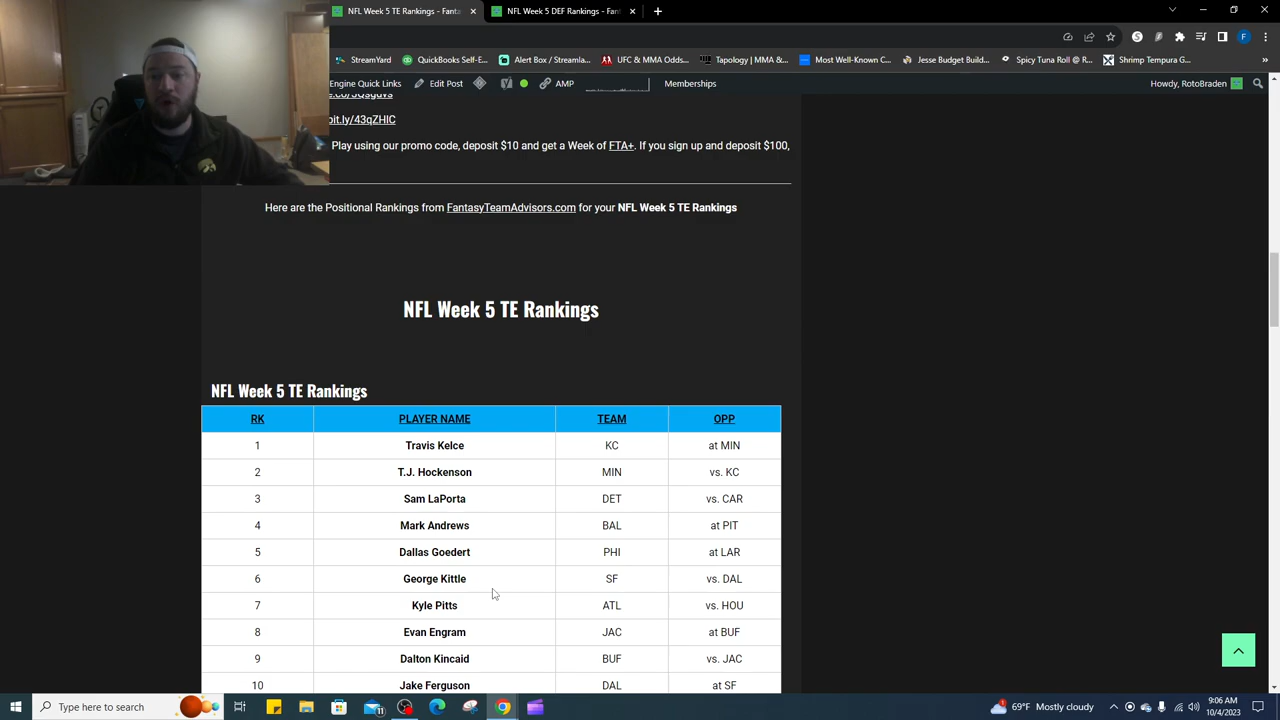 NFL Week 5 TE Rankings - Fanta
NFL Week 5 DEF Rankings - Fant
StreamYard
QuickBooks Self-E...
Alert Box / Streamla...
UFC & MMA Odds...
Tapology | MMA &...
Most Well-Known C...
Jesse Budget Build...
Spicy Tuna Roll @ R...
Shrimp Tempura G...
Engine Quick Links
Edit Post
AMP
Memberships
Howdy, RotoBraden
bit.ly/43qZHlC
Play using our promo code, deposit $10 and get a Week of FTA+. If you sign up and deposit $100,
Here are the Positional Rankings from FantasyTeamAdvisors.com for your NFL Week 5 TE Rankings
NFL Week 5 TE Rankings
NFL Week 5 TE Rankings
RK PLAYER NAME TEAM OPP
1 Travis Kelce KC at MIN
2 T.J. Hockenson MIN vs. KC
3 Sam LaPorta DET vs. CAR
4 Mark Andrews BAL at PIT
5 Dallas Goedert PHI at LAR
6 George Kittle SF vs. DAL
7 Kyle Pitts ATL vs. HOU
8 Evan Engram JAC at BUF
9 Dalton Kincaid BUF vs. JAC
10 Jake Ferguson DAL at SF
Type here to search
11
69°F Mostly cloudy
9:06 AM
10/4/2023